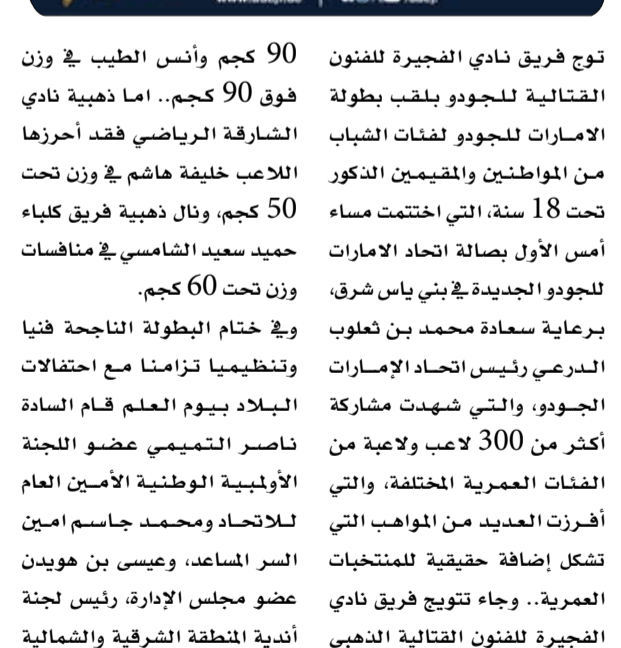 توج فريق نادي الفجيرة للفنون
القتالية للجودو بلقب بطولة
الامارات للجودو لفئات الشباب
من المواطنين والمقيمين الذكور
تحت 18 سنة، التي اختتمت مساء
أمس الأول بصالة اتحاد الامارات
للجودو الجديدة في بني ياس شرق،
برعاية سعادة محمد بن ثعلوب
الدرعي رئيس اتحاد الإمارات
الجودو، والتي شهدت مشاركة
أكثر من 300 لاعب ولاعبة من
الفئات العمرية المختلفة، والتي
أفرزت العديد من المواهب التي
تشكل إضافة حقيقية للمنتخبات
العمرية.. وجاء تتويج فريق نادي
الفجيرة للفنون القتالية الذهبي
90 كجم وأنس الطيب في وزن
فوق 90 كجم.. اما ذهبية نادي
الشارقة الرياضي فقد أحرزها
اللاعب خليفة هاشم في وزن تحت
50 كجم، ونال ذهبية فريق كلباء
حميد سعيد الشامسي في منافسات
وزن تحت 60 كجم.
وفي ختام البطولة الناجحة فنيا
وتنظيميا تزامنا مع احتفالات
البلاد بيوم العلم قام السادة
ناصر التميمي عضو اللجنة
الأولمبية الوطنية الأمين العام
للاتحاد ومحمد جاسم امين
السر المساعد، وعيسى بن هويدن
عضو مجلس الإدارة، رئيس لجنة
أندية المنطقة الشرقية والشمالية